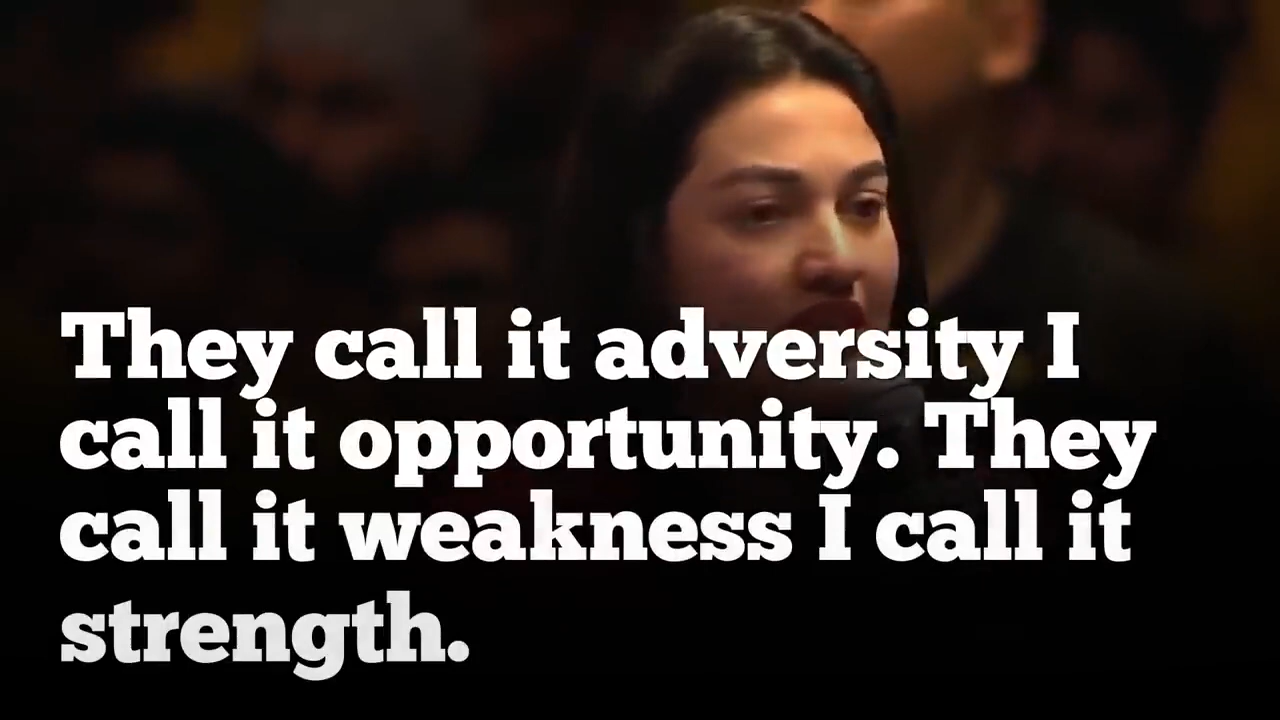 They call it adversity I
call it opportunity. They
call it weakness I call it
strength.